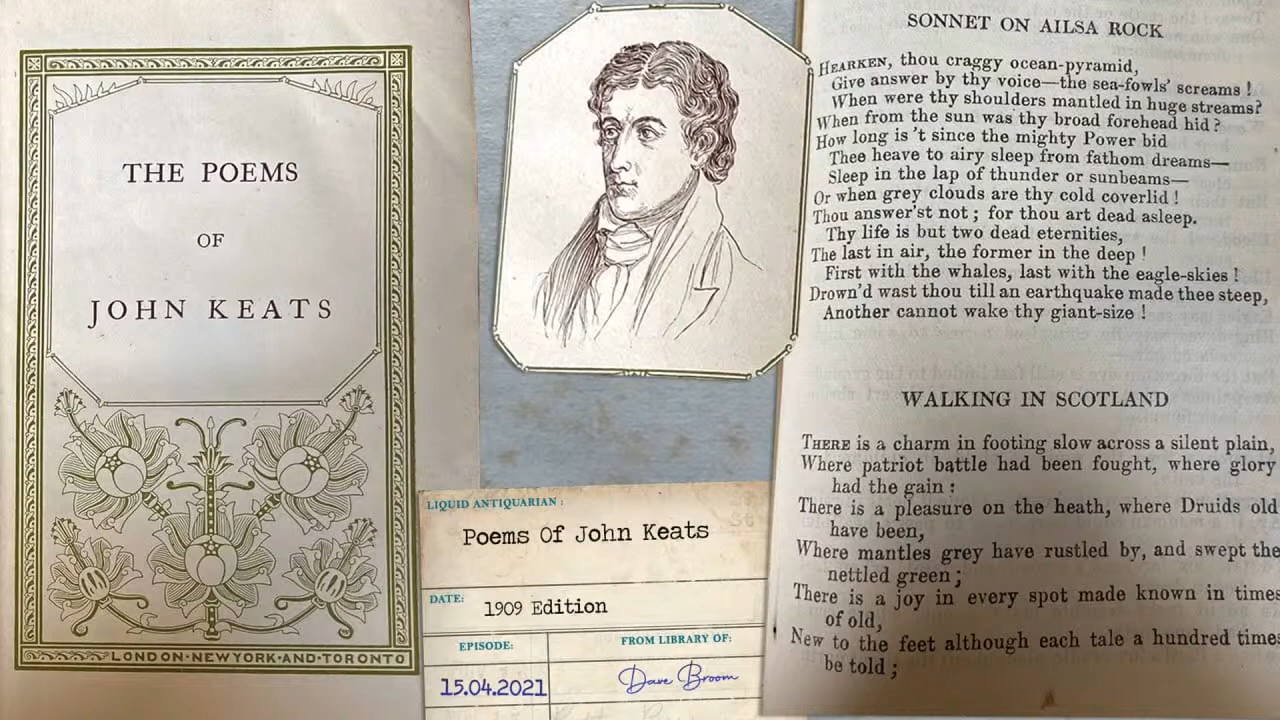 THE POEMS
OF
JOHN KEATS
LONDON·NEWYORK·AND·TORONTO
LIQUID ANTIQUARIAN :
Poems Of John Keats
DATE: 1909 Edition
EPISODE:
15.04.2021
FROM LIBRARY OF:
Dave Broom
SONNET ON AILSA ROCK
HEARKEN, thou craggy ocean-pyramid,
Give answer by thy voice—the sea-fowls' screams !
When were thy shoulders mantled in huge streams?
When from the sun was thy broad forehead hid ?
How long is 't since the mighty Power bid
Thee heave to airy sleep from fathom dreams—
Sleep in the lap of thunder or sunbeams—
Or when grey clouds are thy cold coverlid !
Thou answer'st not ; for thou art dead asleep.
Thy life is but two dead eternities,
The last in air, the former in the deep !
First with the whales, last with the eagle-skies !
Drown'd wast thou till an earthquake made thee steep,
Another cannot wake thy giant-size !
WALKING IN SCOTLAND
THERE is a charm in footing slow across a silent plain,
Where patriot battle had been fought, where glory
had the gain :
There is a pleasure on the heath, where Druids old
have been,
Where mantles grey have rustled by, and swept the
nettled green ;
There is a joy in every spot made known in times
of old,
New to the feet although each tale a hundred times
be told ;